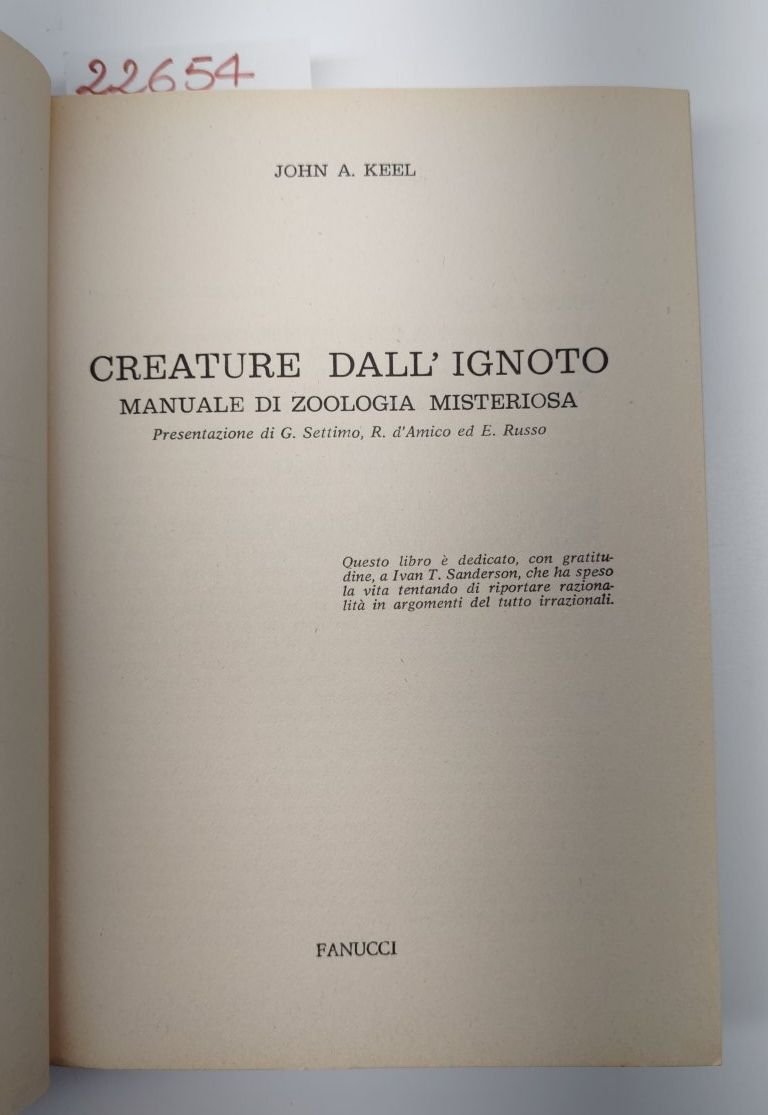 22654
JOHN A. KEEL
CREATURE DALL' IGNOTO
MANUALE DI ZOOLOGIA MISTERIOSA
Presentazione di G. Settimo, R. d'Amico ed E. Russo
Questo libro è dedicato, con gratitu-
dine, a Ivan T. Sanderson, che ha speso
la vita tentando di riportare raziona-
lità in argomenti del tutto irrazionali.
FANUCCI